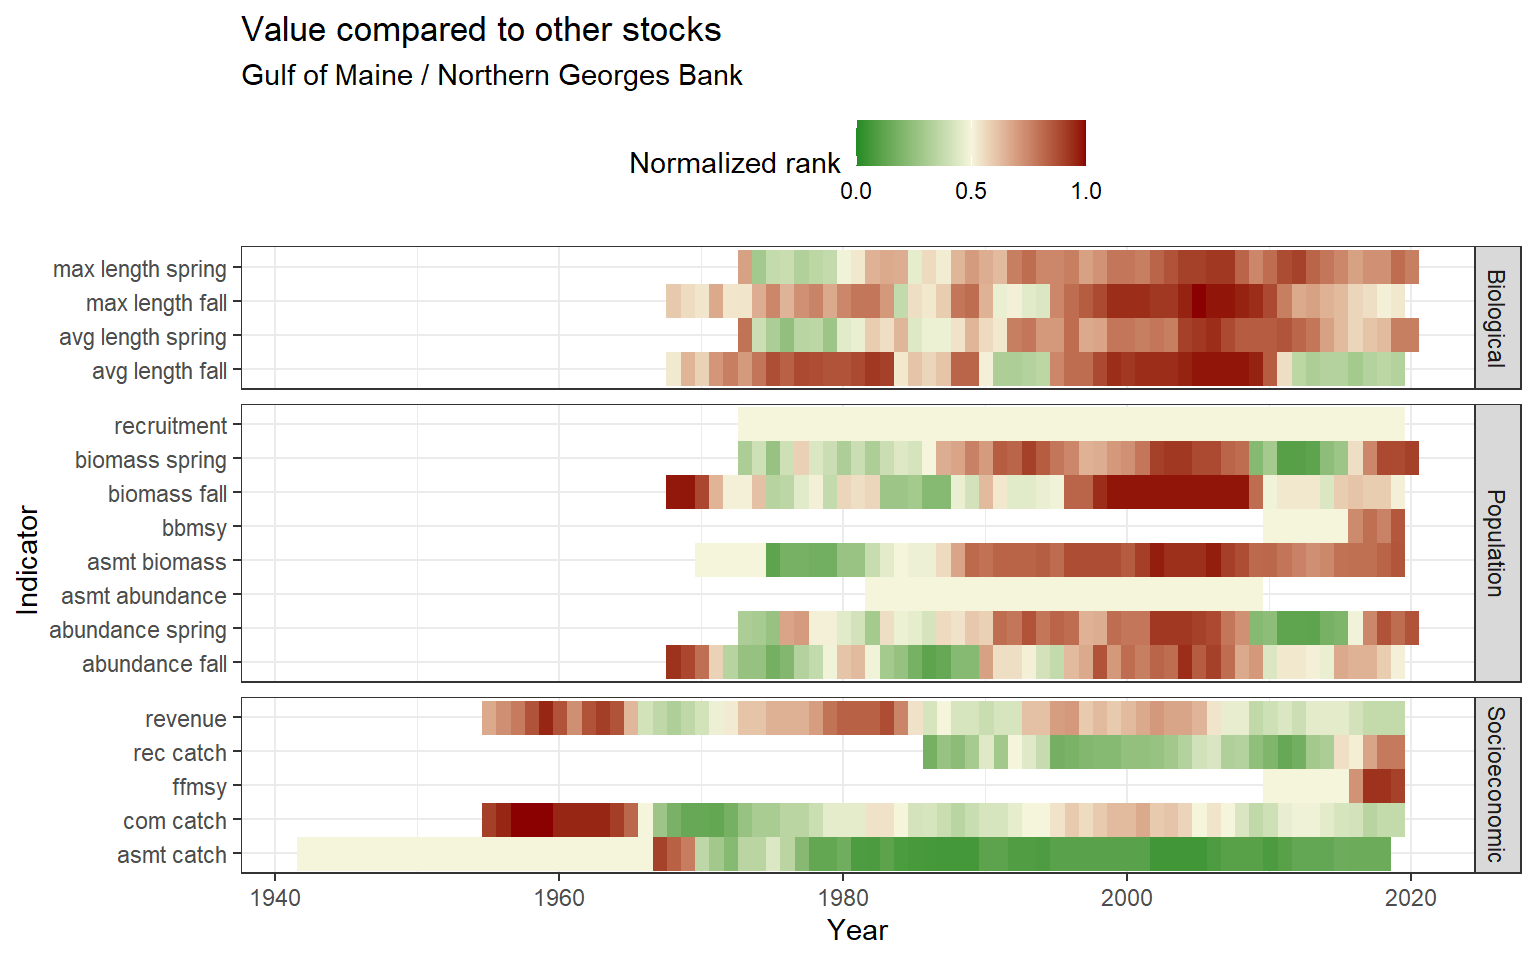 Value compared to other stocks
Gulf of Maine / Northern Georges Bank
Normalized rank
0.0 0.5 1.0
max length spring
max length fall
avg length spring
avg length fall
Biological
recruitment
biomass spring
biomass fall
bbmsy
asmt biomass
asmt abundance
abundance spring
abundance fall
Population
revenue
rec catch
ffmsy
com catch
asmt catch
Socioeconomic
Indicator
1940 1960 1980 2000 2020
Year